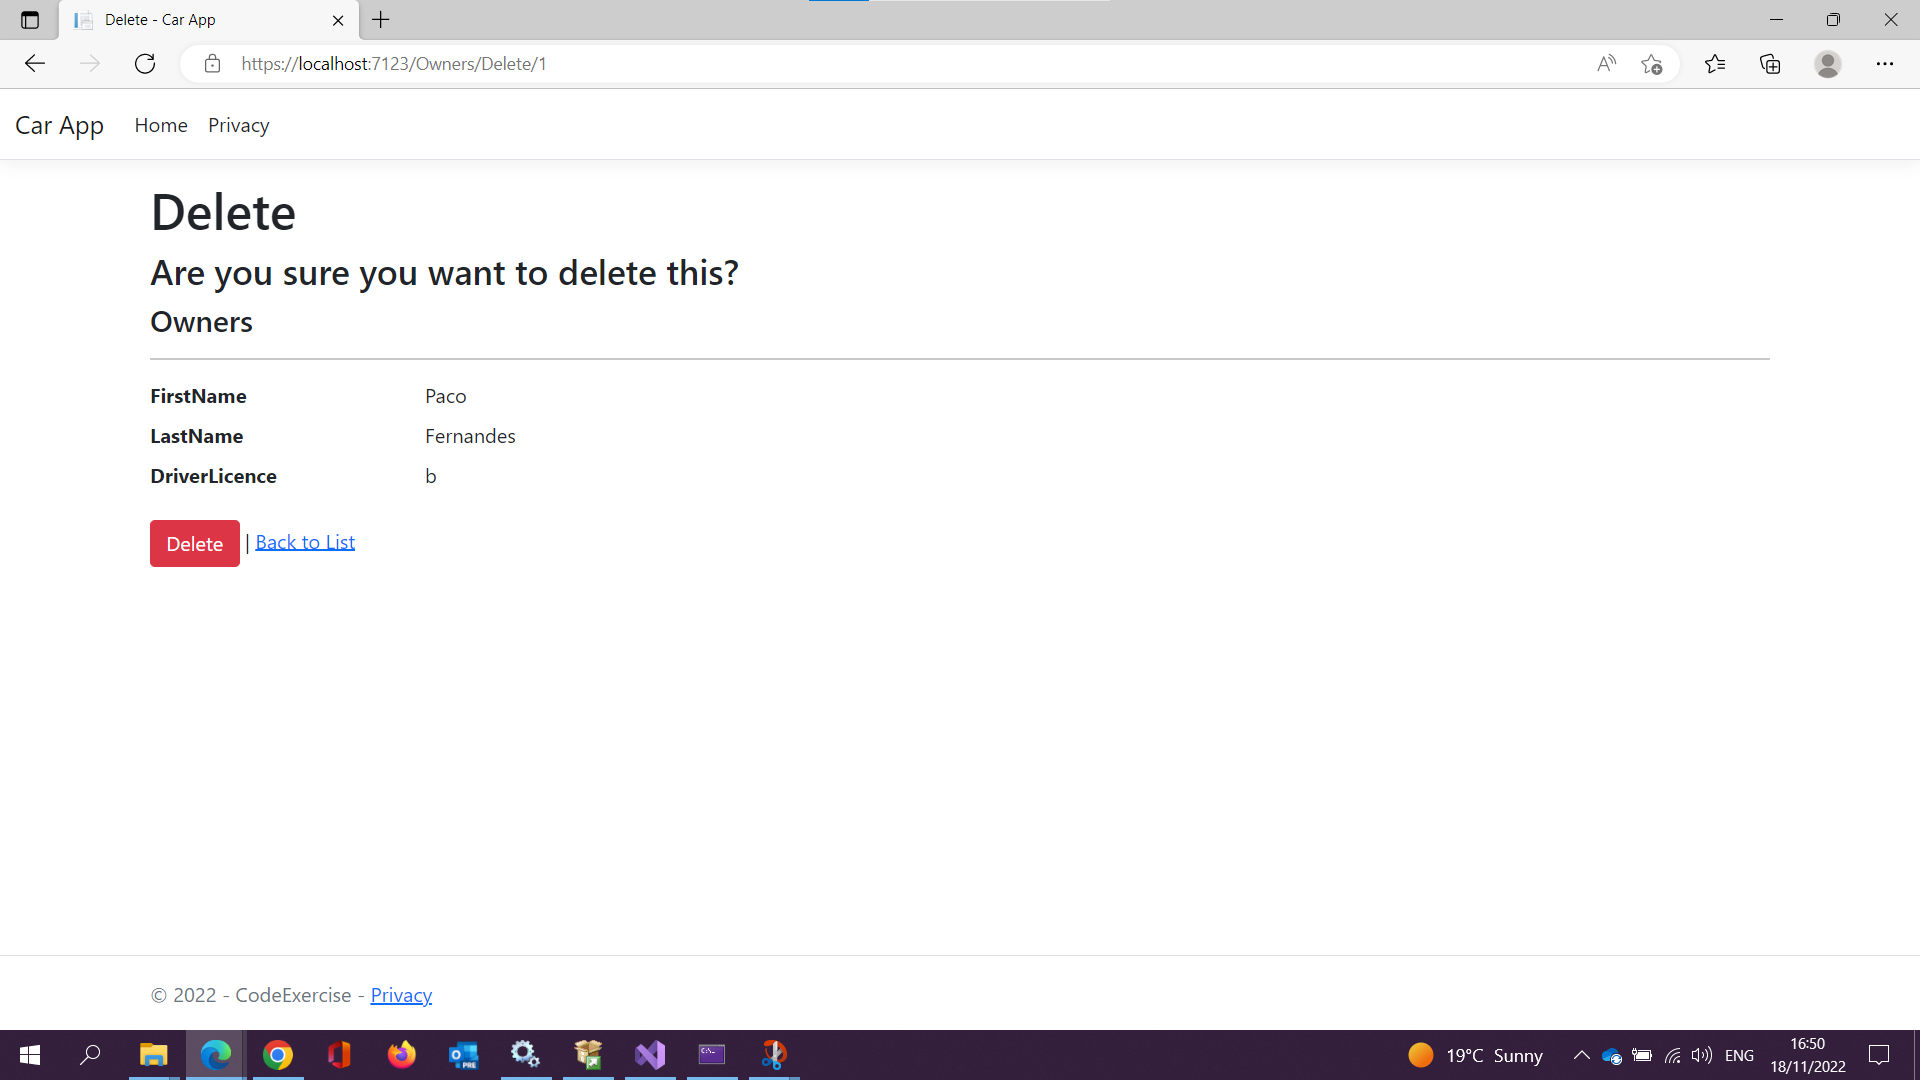 Delete - Car App
https://localhost:7123/Owners/Delete/1
Car App Home Privacy
Delete
Are you sure you want to delete this?
Owners
FirstName Paco
LastName Fernandes
DriverLicence b
Delete | Back to List
© 2022 - CodeExercise - Privacy
19°C Sunny ENG 16:50
18/11/2022